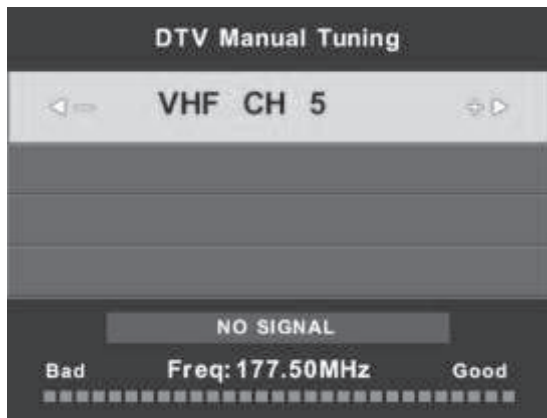 DTV Manual Tuning
VHF CH 5
NO SIGNAL
Bad Freq:177.50MHz Good